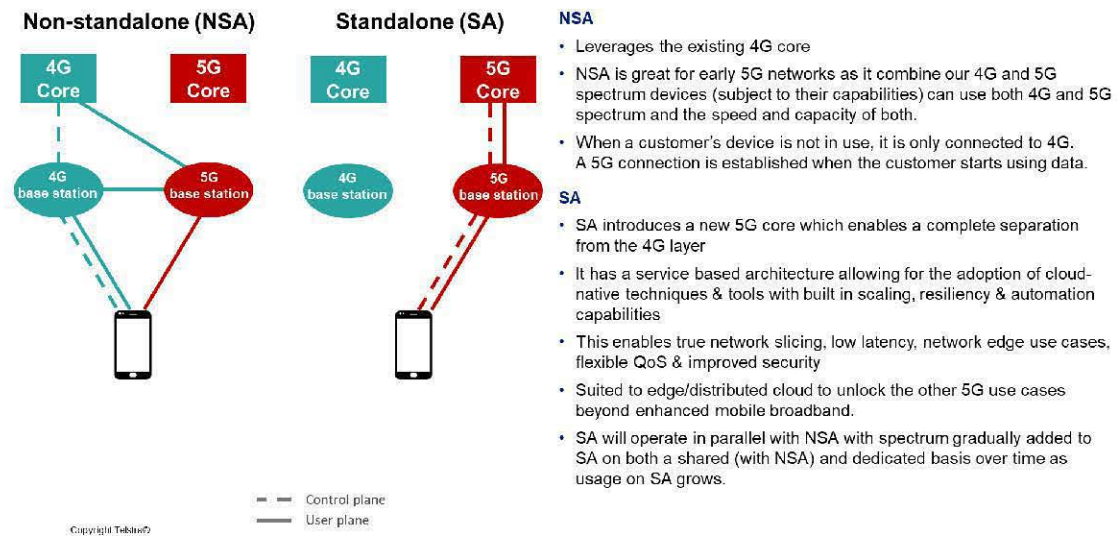 Non-standalone (NSA)
Standalone (SA)
4G
Core
5G
Core
4G
Core
5G
Core
4G
base station
5G
base station
4G
base station
5G
base station
Control plane
User plane
Copyright Telstra©
NSA
• Leverages the existing 4G core
• NSA is great for early 5G networks as it combine our 4G and 5G
spectrum devices (subject to their capabilities) can use both 4G and 5G
spectrum and the speed and capacity of both.
• When a customer's device is not in use, it is only connected to 4G.
A 5G connection is established when the customer starts using data.
SA
• SA introduces a new 5G core which enables a complete separation
from the 4G layer
• It has a service based architecture allowing for the adoption of cloud-
native techniques & tools with built in scaling, resiliency & automation
capabilities
• This enables true network slicing, low latency, network edge use cases,
flexible QoS & improved security
• Suited to edge/distributed cloud to unlock the other 5G use cases
beyond enhanced mobile broadband.
• SA will operate in parallel with NSA with spectrum gradually added to
SA on both a shared (with NSA) and dedicated basis over time as
usage on SA grows.